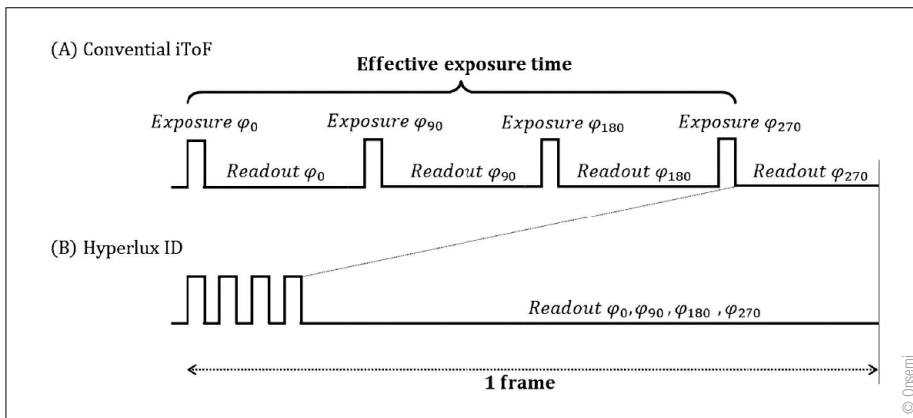 (A) Convential iToF
Effective exposure time
Exposure φ₀ Exposure φ₉₀ Exposure φ₁₈₀ Exposure φ₂₇₀
Readout φ₀ Readout φ₉₀ Readout φ₁₈₀ Readout φ₂₇₀
(B) Hyperlux ID
Readout φ₀, φ₉₀ , φ₁₈₀ , φ₂₇₀
1 frame
© Onsemi